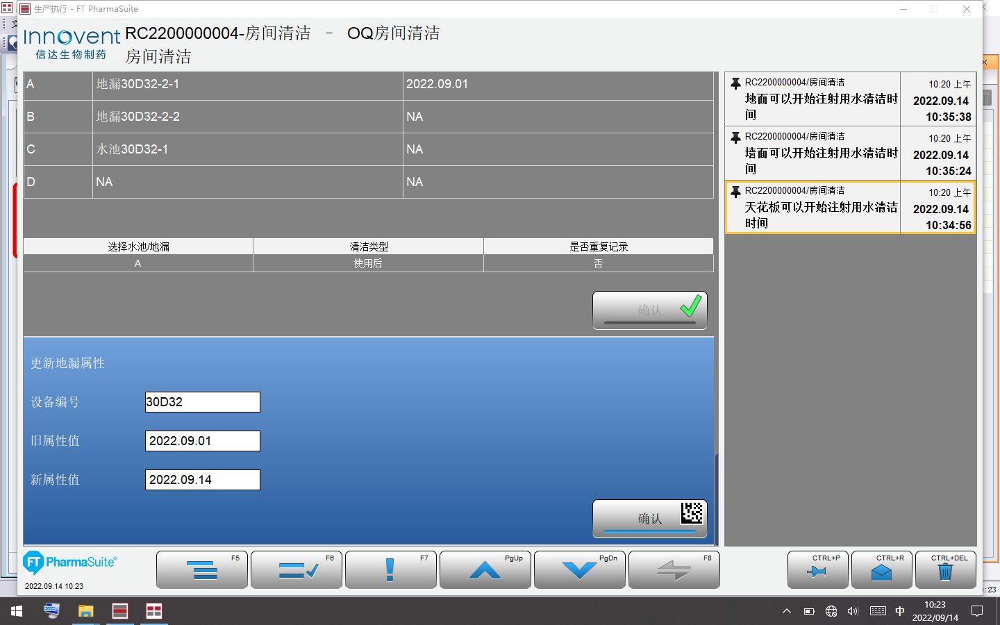 生产执行 - FT PharmaSuite
Innovent
信达生物制药
RC2200000004-房间清洁 - OQ房间清洁
房间清洁
A 地漏30D32-2-1 2022.09.01
B 地漏30D32-2-2 NA
C 水池30D32-1 NA
D NA NA
选择水池/地漏 清洁类型 是否重复记录
A 使用后 否
确认
更新地漏属性
设备编号 30D32
旧属性值 2022.09.01
新属性值 2022.09.14
确认
RC2200000004/房间清洁 10:20 上午
地面可以开始注射用水清洁时 2022.09.14
间 10:35:38
RC2200000004/房间清洁 10:20 上午
墙面可以开始注射用水清洁时 2022.09.14
间 10:35:24
RC2200000004/房间清洁 10:20 上午
天花板可以开始注射用水清洁 2022.09.14
时间 10:34:56
FT PharmaSuite®
2022.09.14 10:23
F5 F6 F7 PgUp PgDn F8 CTRL+P CTRL+R CTRL+DEL
:23
中
10:23
2022/09/14